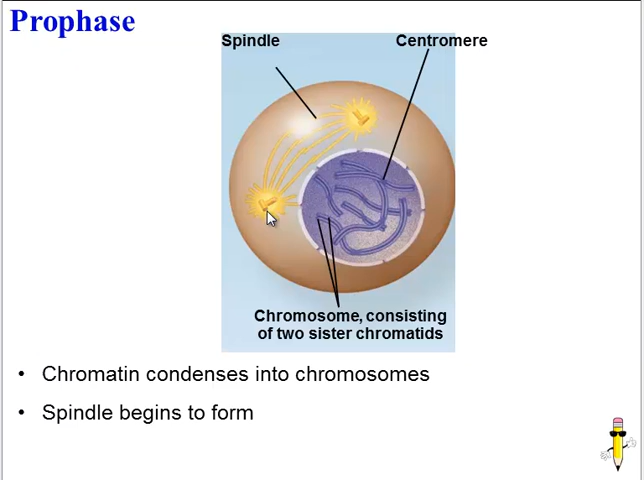 Prophase
Spindle
Centromere
Chromosome, consisting
of two sister chromatids
• Chromatin condenses into chromosomes
• Spindle begins to form